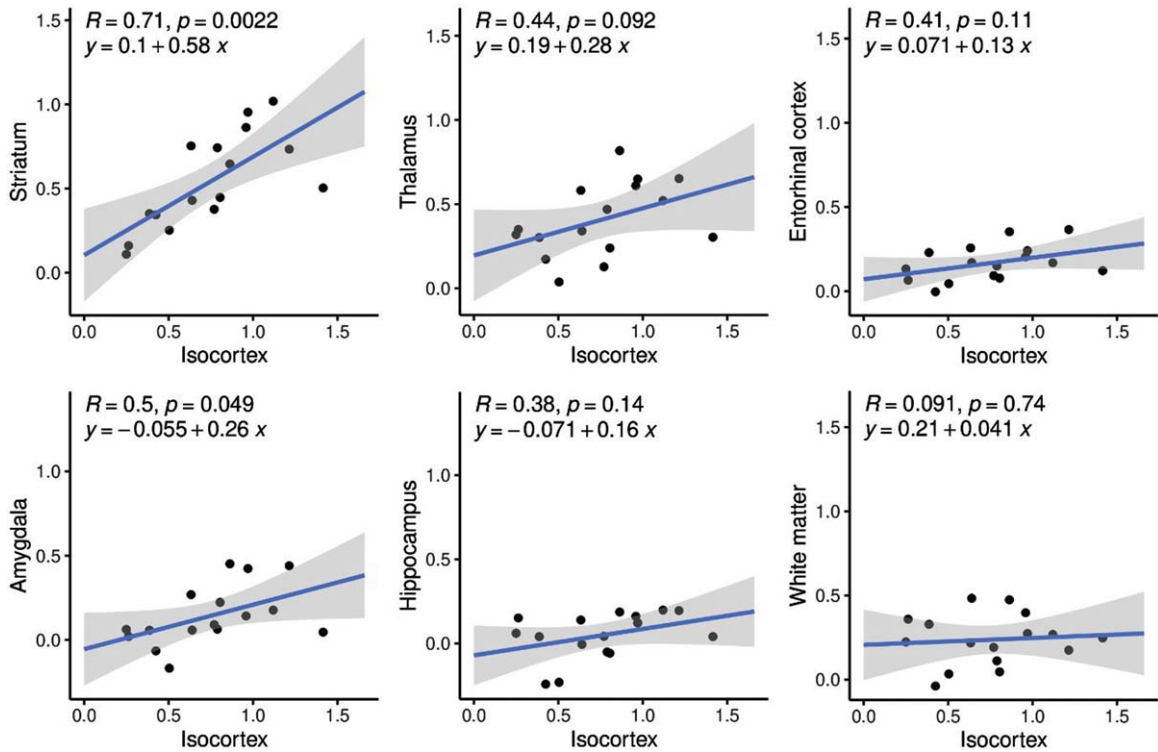 R = 0.71, p = 0.0022
y = 0.1 + 0.58 x
Striatum
1.5
1.0
0.5
0.0
0.0 0.5 1.0 1.5
Isocortex
R = 0.44, p = 0.092
y = 0.19 + 0.28 x
Thalamus
1.5
1.0
0.5
0.0
0.0 0.5 1.0 1.5
Isocortex
R = 0.41, p = 0.11
y = 0.071 + 0.13 x
Entorhinal cortex
1.5
1.0
0.5
0.0
0.0 0.5 1.0 1.5
Isocortex
R = 0.5, p = 0.049
y = −0.055 + 0.26 x
Amygdala
1.0
0.5
0.0
0.0 0.5 1.0 1.5
Isocortex
R = 0.38, p = 0.14
y = −0.071 + 0.16 x
Hippocampus
1.0
0.5
0.0
0.0 0.5 1.0 1.5
Isocortex
R = 0.091, p = 0.74
y = 0.21 + 0.041 x
White matter
1.5
1.0
0.5
0.0
0.0 0.5 1.0 1.5
Isocortex